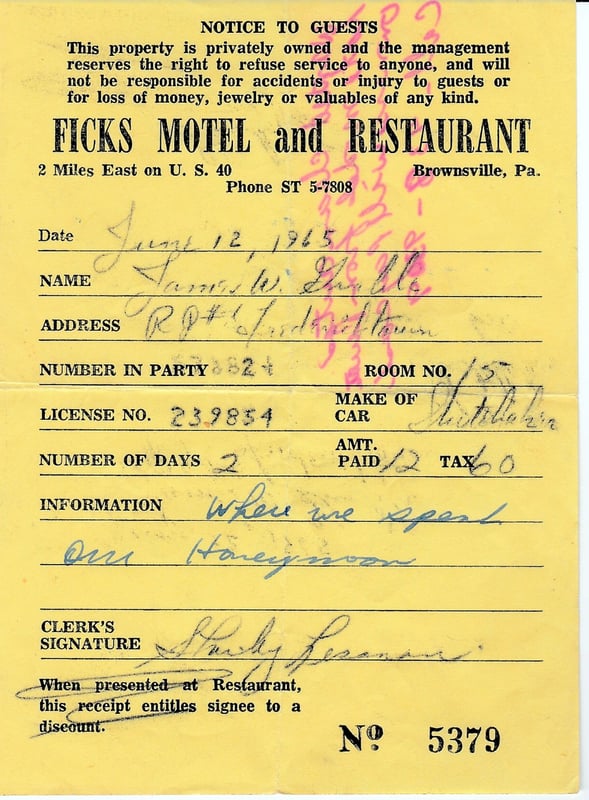 NOTICE TO GUESTS
This property is privately owned and the management
reserves the right to refuse service to anyone, and will
not be responsible for accidents or injury to guests or
for loss of money, jewelry or valuables of any kind.
FICKS MOTEL and RESTAURANT
2 Miles East on U. S. 40 Brownsville, Pa.
Phone ST 5-7808
Date June 12, 1965
NAME James W.
ADDRESS RD#1 Fredericktown
NUMBER IN PARTY ROOM NO. 15
LICENSE NO. 239854 MAKE OF CAR Studebaker
NUMBER OF DAYS 2 AMT. PAID 12 TAX 60
INFORMATION Where we spent
our Honeymoon
CLERK'S
SIGNATURE
When presented at Restaurant,
this receipt entitles signee to a
discount.
Nº 5379